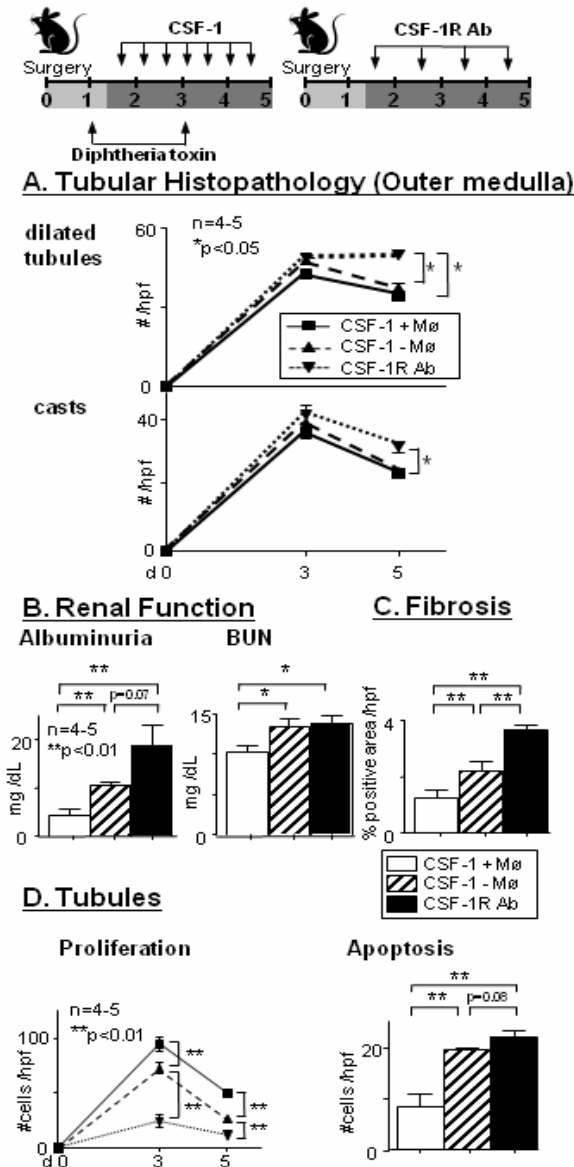 CSF-1
CSF-1R Ab
Surgery
Surgery
0 1 2 3 4 5
0 1 2 3 4 5
Diphtheria toxin
A. Tubular Histopathology (Outer medulla)
dilated
tubules
n=4-5
*p<0.05
60
0
#/hpf
* *
CSF-1 + Mø
CSF-1 - Mø
CSF-1R Ab
casts
40
0
#/hpf
*
d 0 3 5
B. Renal Function
C. Fibrosis
Albuminuria
BUN
**
** p=0.07
n=4-5
**p<0.01
20
0
mg /dL
*
*
15
0
mg /dL
**
** **
4
0
% positive area /hpf
CSF-1 + Mø
CSF-1 - Mø
CSF-1R Ab
D. Tubules
Proliferation
Apoptosis
n=4-5
**p<0.01
100
0
#cells /hpf
**
**
**
**
d 0 3 5
**
** p=0.08
20
0
#cells /hpf